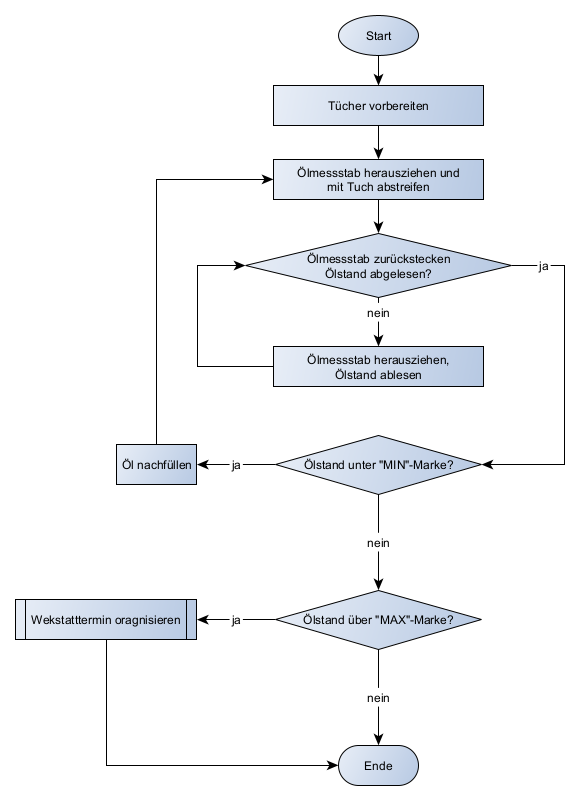 Start
Tücher vorbereiten
Ölmessstab herausziehen und
mit Tuch abstreifen
Ölmessstab zurückstecken
Ölstand abgelesen?
ja
nein
Ölmessstab herausziehen,
Ölstand ablesen
Öl nachfüllen
ja
Ölstand unter "MIN"-Marke?
nein
Wekstatttermin oragnisieren
ja
Ölstand über "MAX"-Marke?
nein
Ende